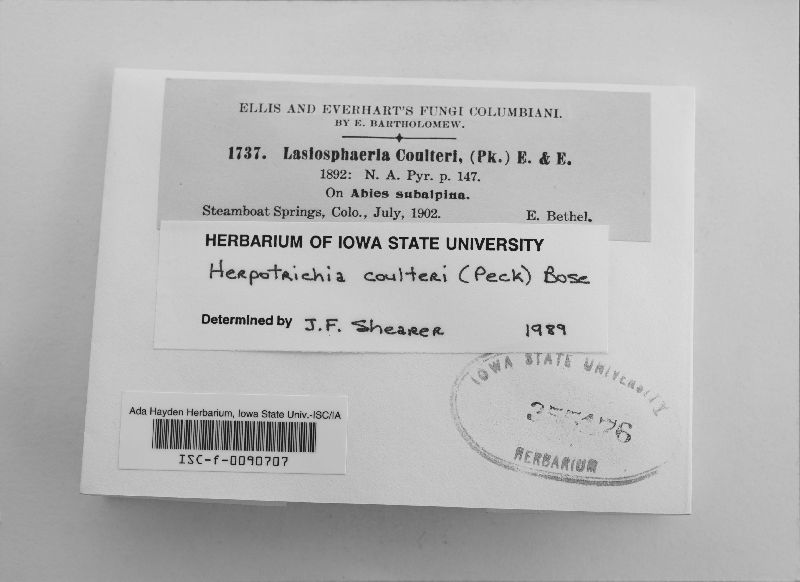 ELLIS AND EVERHART'S FUNGI COLUMBIANI.
BY E. BARTHOLOMEW.
1737. Lasiosphaeria Coulteri, (Pk.) E. & E.
1892: N. A. Pyr. p. 147.
On Abies subalpina.
Steamboat Springs, Colo., July, 1902. E. Bethel.
HERBARIUM OF IOWA STATE UNIVERSITY
Herpotrichia coulteri (Peck) Bose
Determined by J.F. Shearer 1989
IOWA STATE UNIVERSITY
HERBARIUM
Ada Hayden Herbarium, Iowa State Univ.-ISC/IA
ISC-f-0090707